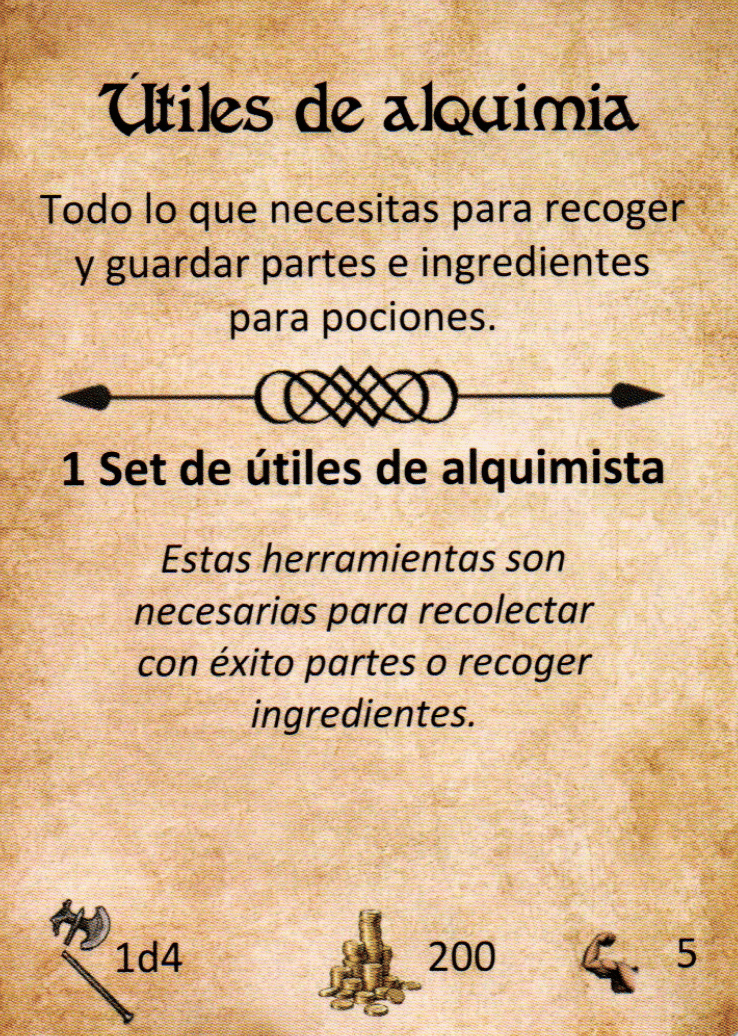 Útiles de alquimia
Todo lo que necesitas para recoger
y guardar partes e ingredientes
para pociones.
1 Set de útiles de alquimista
Estas herramientas son
necesarias para recolectar
con éxito partes o recoger
ingredientes.
1d4 200 5